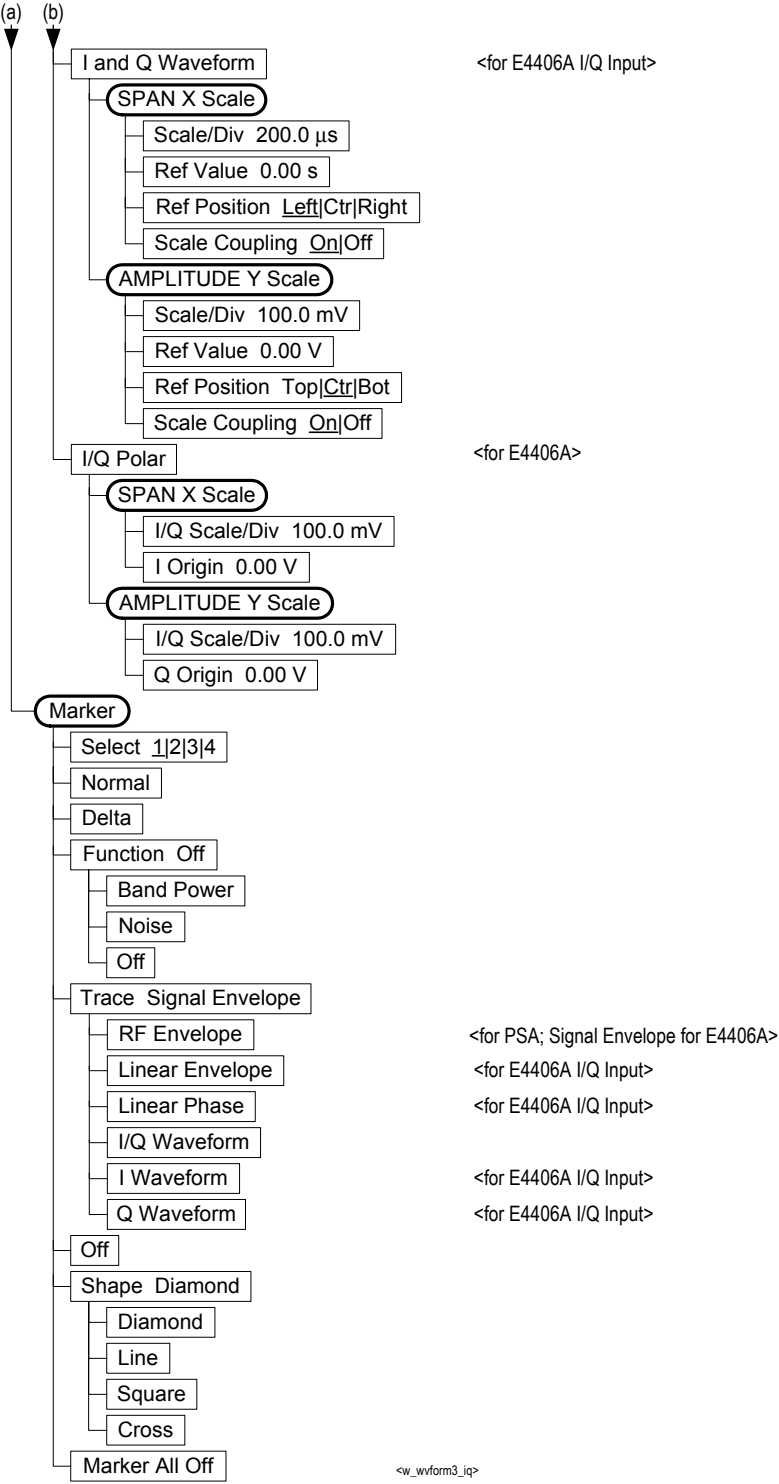 (a) (b)
I and Q Waveform <for E4406A I/Q Input>
SPAN X Scale
Scale/Div 200.0 μs
Ref Value 0.00 s
Ref Position Left|Ctr|Right
Scale Coupling On|Off
AMPLITUDE Y Scale
Scale/Div 100.0 mV
Ref Value 0.00 V
Ref Position Top|Ctr|Bot
Scale Coupling On|Off
I/Q Polar <for E4406A>
SPAN X Scale
I/Q Scale/Div 100.0 mV
I Origin 0.00 V
AMPLITUDE Y Scale
I/Q Scale/Div 100.0 mV
Q Origin 0.00 V
Marker
Select 1|2|3|4
Normal
Delta
Function Off
Band Power
Noise
Off
Trace Signal Envelope
RF Envelope <for PSA; Signal Envelope for E4406A>
Linear Envelope <for E4406A I/Q Input>
Linear Phase <for E4406A I/Q Input>
I/Q Waveform
I Waveform <for E4406A I/Q Input>
Q Waveform <for E4406A I/Q Input>
Off
Shape Diamond
Diamond
Line
Square
Cross
Marker All Off <w_wvform3_iq>